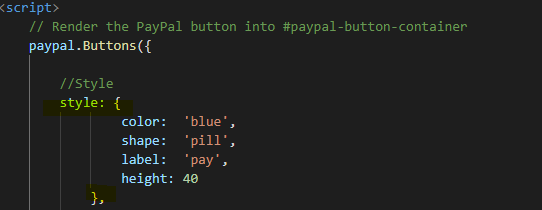 <script>
// Render the PayPal button into #paypal-button-container
paypal.Buttons({
//Style
style: {
color: 'blue',
shape: 'pill',
label: 'pay',
height: 40
},